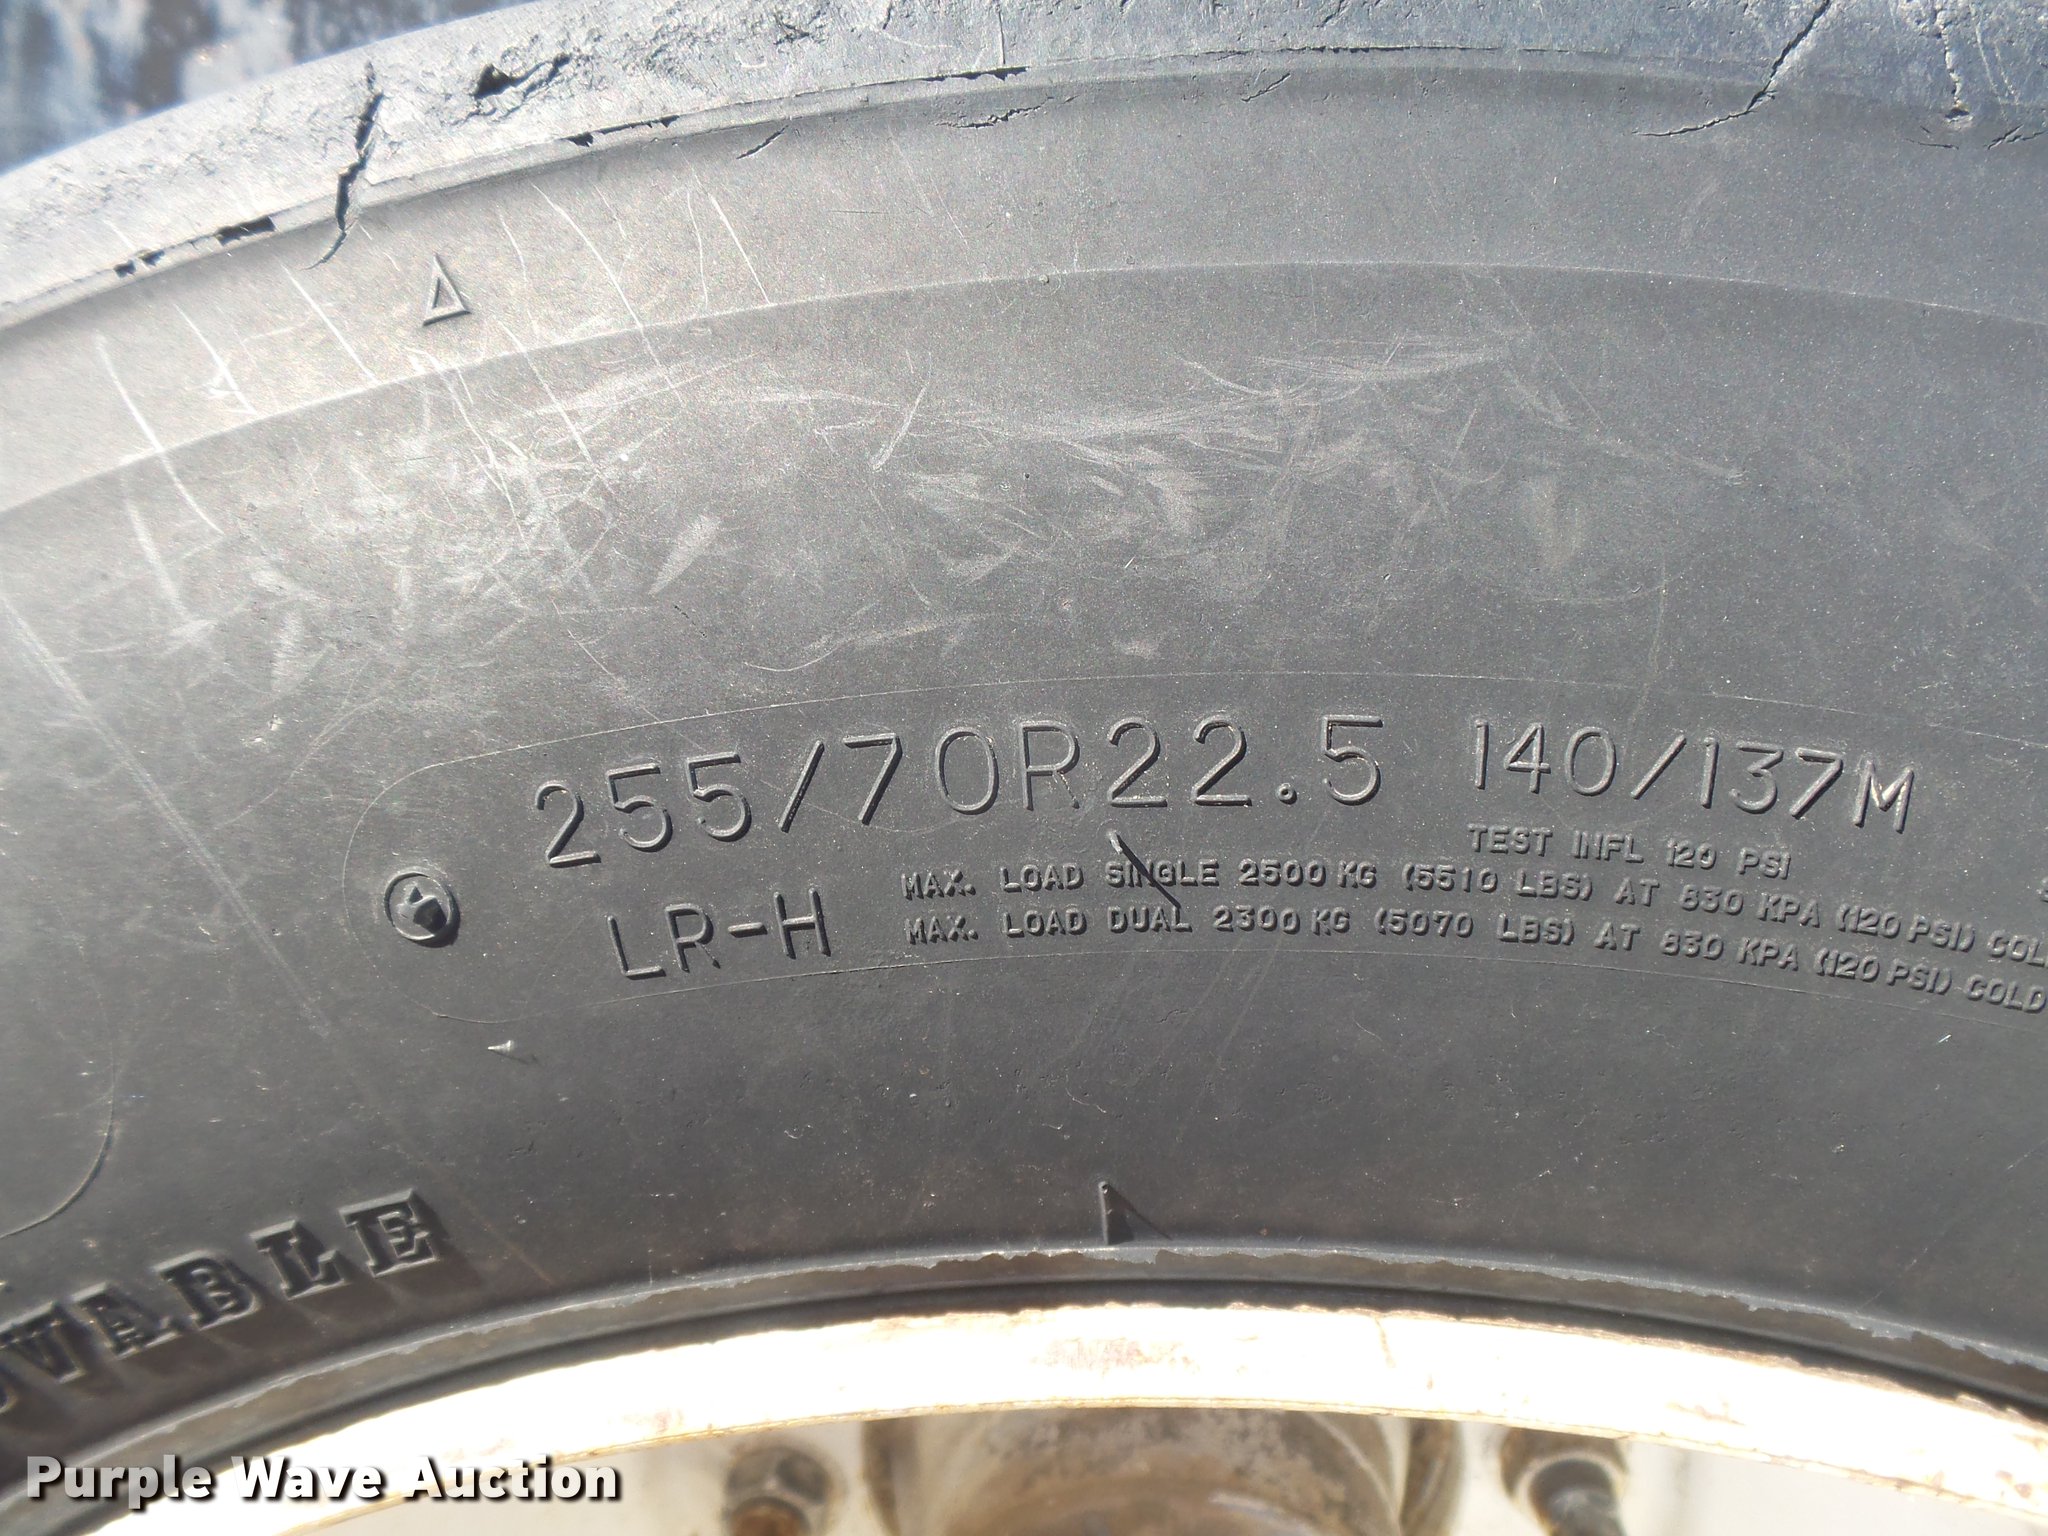 255/70R22.5 140/137M
TEST INFL 120 PSI
LR-H
MAX. LOAD SINGLE 2500 KG (5510 LBS) AT 830 KPA (120 PSI)
MAX. LOAD DUAL 2300 KG (5070 LBS) AT 830 KPA (120 PSI) COLD
Purple Wave Auction